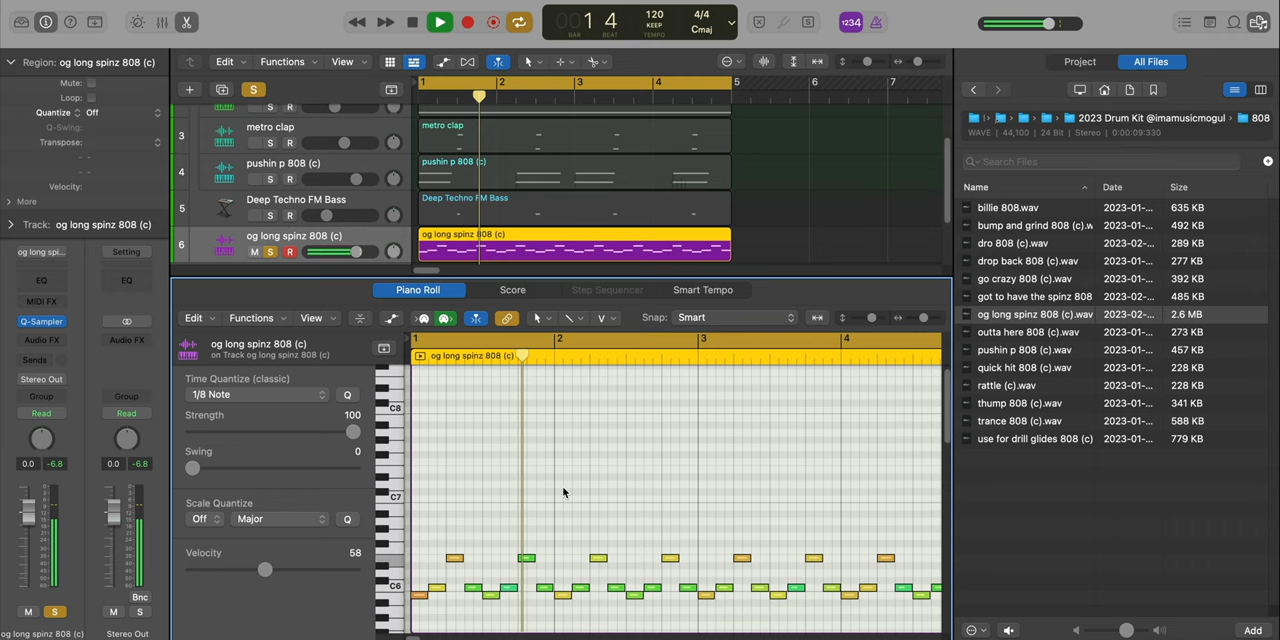 1 4
BAR BEAT
120
KEEP
TEMPO
4/4
Cmaj
1234
Region: og long spinz 808 (c)
Mute:
Loop:
Quantize Off
Q-Swing:
Transpose:
Velocity:
More
Track: og long spinz 808 (c)
og long spi... Setting
EQ EQ
MIDI FX
Q-Sampler
Audio FX Audio FX
Sends
Stereo Out
Group Group
Read Read
0.0 -6.8 0.0 -6.8
Bnc
M S M S
og long spinz 808 (c) Stereo Out
Edit Functions View
S
1 2 3 4 5 6 7
S R
3 metro clap
S R
4 pushin p 808 (c)
S R
5 Deep Techno FM Bass
S R
6 og long spinz 808 (c)
M S R
metro clap
pushin p 808 (c)
Deep Techno FM Bass
og long spinz 808 (c)
Piano Roll Score Step Sequencer Smart Tempo
Edit Functions View Snap: Smart
og long spinz 808 (c)
on Track og long spinz 808 (c)
1 2 3 4
og long spinz 808 (c)
Time Quantize (classic)
1/8 Note Q
Strength 100
Swing 0
Scale Quantize
Off Major Q
Velocity 58
C8
C7
C6
Project All Files
2023 Drum Kit @imamusicmogul 808
WAVE | 44,100 | 24 Bit | Stereo | 0:00:09:330
Search Files
Name Date Size
billie 808.wav 2023-01-... 635 KB
bump and grind 808 (c).w 2023-01-... 492 KB
dro 808 (c).wav 2023-02-... 289 KB
drop back 808 (c).wav 2023-01-... 277 KB
go crazy 808 (c).wav 2023-01-... 392 KB
got to have the spinz 808 2023-01-... 485 KB
og long spinz 808 (c).wav 2023-02-... 2.6 MB
outta here 808 (c).wav 2023-01-... 273 KB
pushin p 808 (c).wav 2023-01-... 457 KB
quick hit 808 (c).wav 2023-01-... 228 KB
rattle (c).wav 2023-01-... 228 KB
thump 808 (c).wav 2023-01-... 341 KB
trance 808 (c).wav 2023-01-... 588 KB
use for drill glides 808 (c) 2023-01-... 779 KB
Add